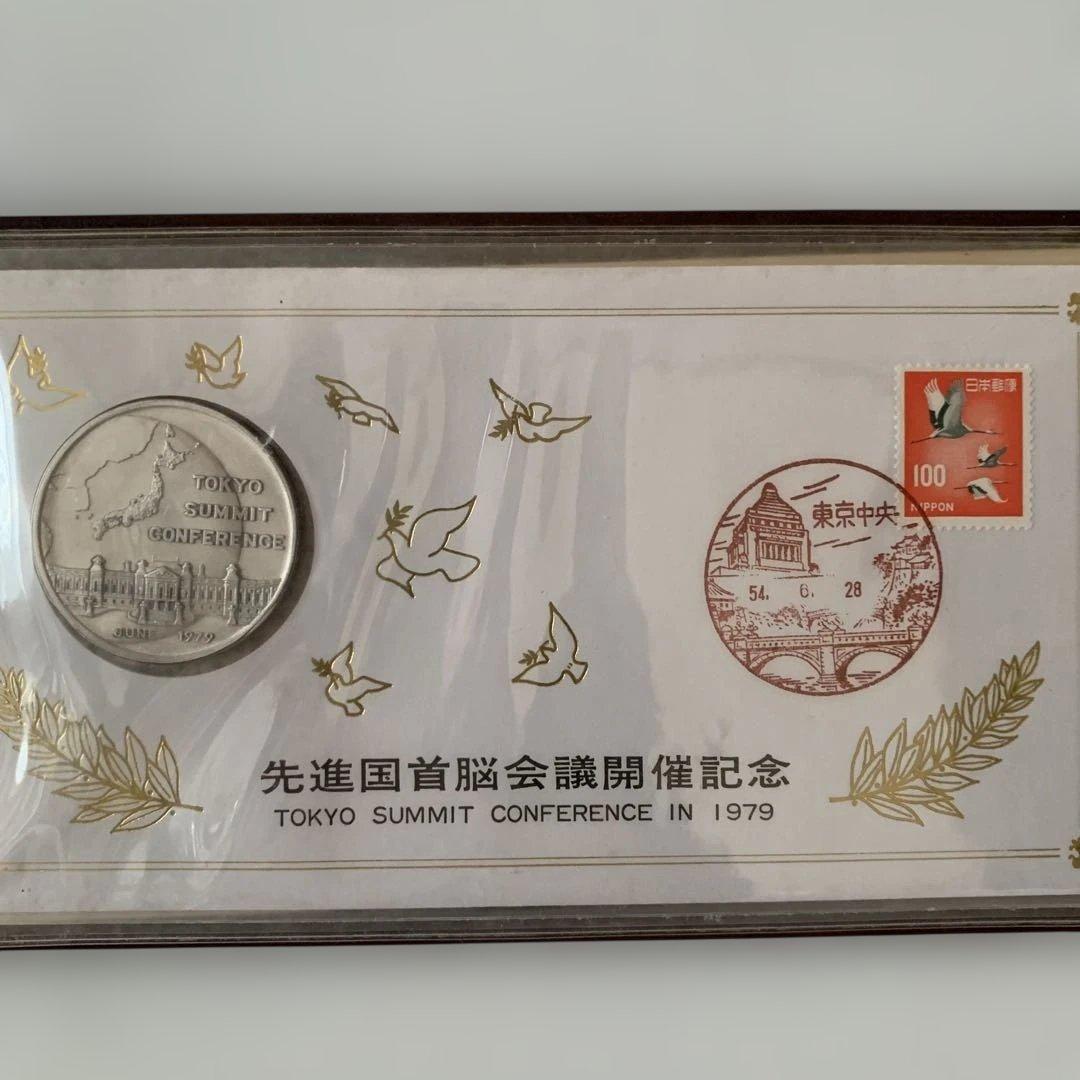 TOKYO
SUMMIT
CONFERENCE
JUNE 1979
日本郵便
100
NIPPON
東京中央
54. 6. 28
先進国首脳会議開催記念
TOKYO SUMMIT CONFERENCE IN 1979